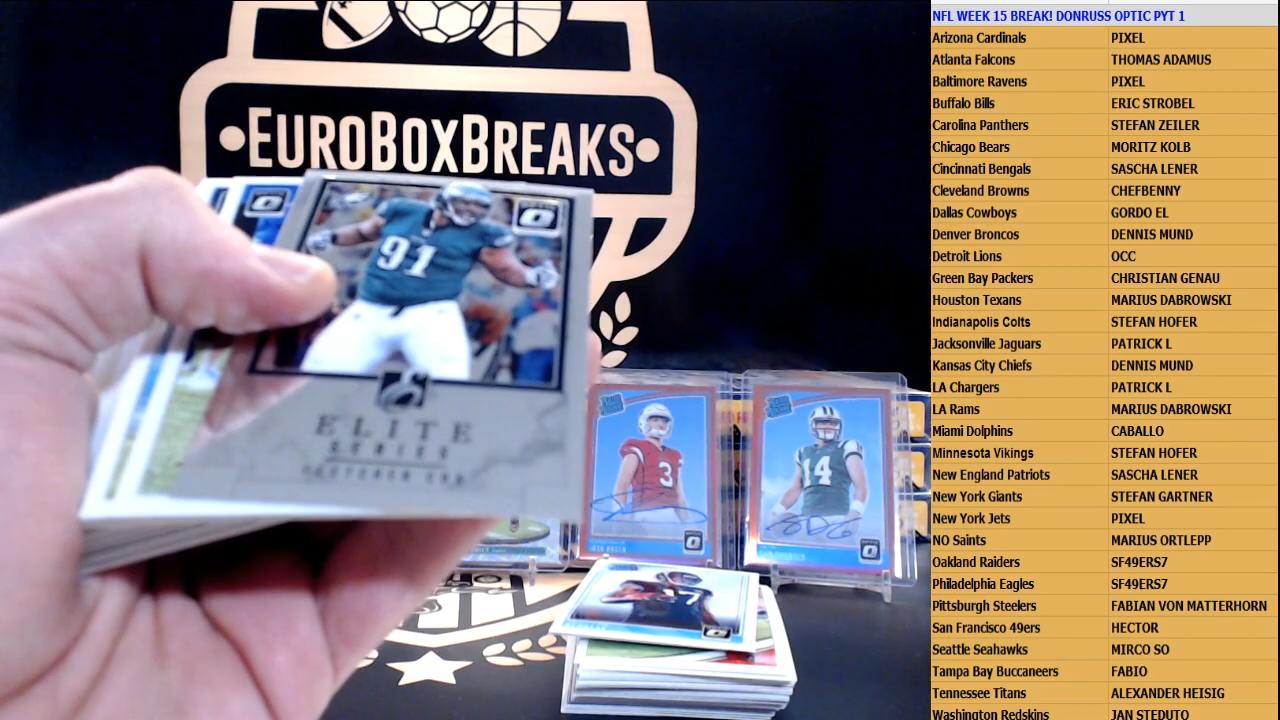 EUROBOXBREAKS
91
ELITE
SERIES
FLETCHER COX
3
14
NFL WEEK 15 BREAK! DONRUSS OPTIC PYT 1
Arizona Cardinals PIXEL
Atlanta Falcons THOMAS ADAMUS
Baltimore Ravens PIXEL
Buffalo Bills ERIC STROBEL
Carolina Panthers STEFAN ZEILER
Chicago Bears MORITZ KOLB
Cincinnati Bengals SASCHA LENER
Cleveland Browns CHEFBENNY
Dallas Cowboys GORDO EL
Denver Broncos DENNIS MUND
Detroit Lions OCC
Green Bay Packers CHRISTIAN GENAU
Houston Texans MARIUS DABROWSKI
Indianapolis Colts STEFAN HOFER
Jacksonville Jaguars PATRICK L
Kansas City Chiefs DENNIS MUND
LA Chargers PATRICK L
LA Rams MARIUS DABROWSKI
Miami Dolphins CABALLO
Minnesota Vikings STEFAN HOFER
New England Patriots SASCHA LENER
New York Giants STEFAN GARTNER
New York Jets PIXEL
NO Saints MARIUS ORTLEPP
Oakland Raiders SF49ERS7
Philadelphia Eagles SF49ERS7
Pittsburgh Steelers FABIAN VON MATTERHORN
San Francisco 49ers HECTOR
Seattle Seahawks MIRCO SO
Tampa Bay Buccaneers FABIO
Tennessee Titans ALEXANDER HEISIG
Washington Redskins JAN STEDUTO